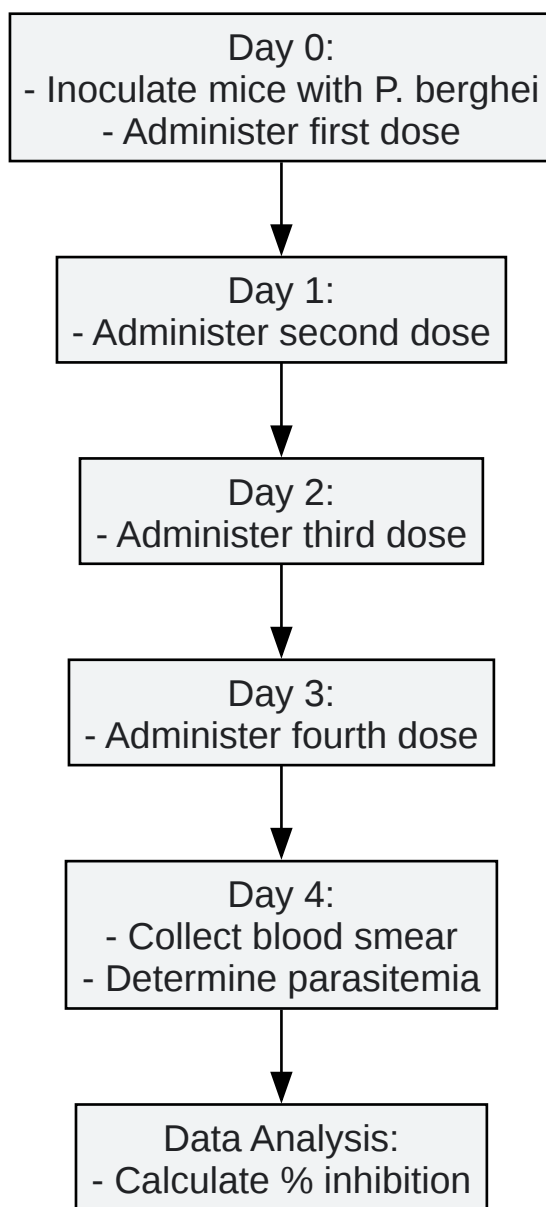 Day 0:
- Inoculate mice with P. berghei
- Administer first dose
Day 1:
- Administer second dose
Day 2:
- Administer third dose
Day 3:
- Administer fourth dose
Day 4:
- Collect blood smear
- Determine parasitemia
Data Analysis:
- Calculate % inhibition